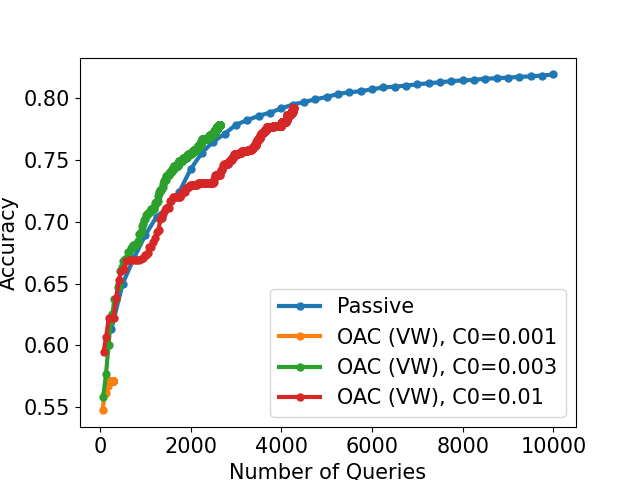 0.80
0.75
0.70
0.65
0.60
0.55
Accuracy
Passive
OAC (VW), C0=0.001
OAC (VW), C0=0.003
OAC (VW), C0=0.01
0 2000 4000 6000 8000 10000
Number of Queries